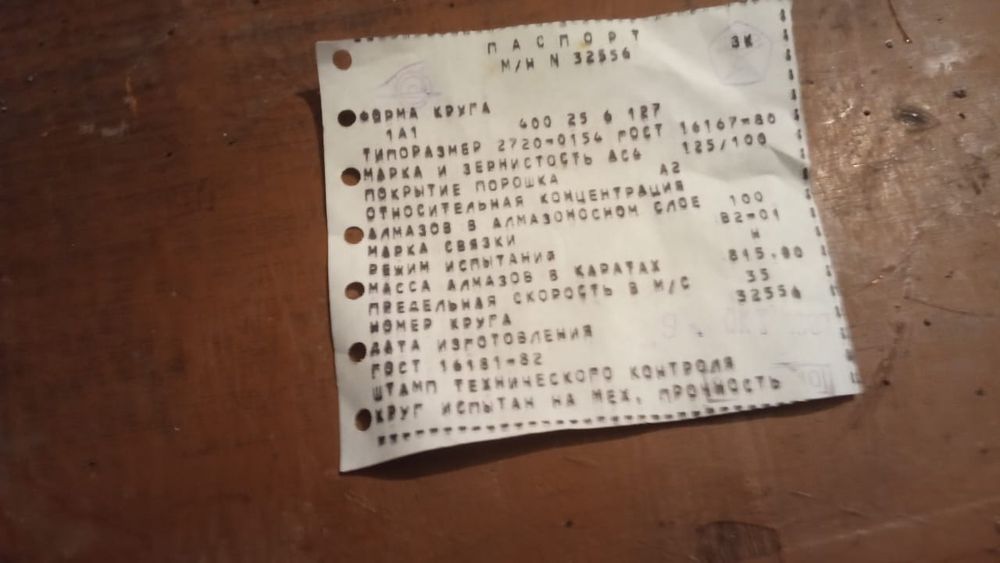 ПАСПОРТ ЗК
М/Н N 32556
ФОРМА КРУГА
1А1 400 25 6 127
ТИПОРАЗМЕР 2720=0154 ГОСТ 16167=80
МАРКА И ЗЕРНИСТОСТЬ АС4 125/100
ПОКРЫТИЕ ПОРОШКА А2
ОТНОСИТЕЛЬНАЯ КОНЦЕНТРАЦИЯ
АЛМАЗОВ В АЛМАЗОНОСНОМ СЛОЕ 100
МАРКА СВЯЗКИ В2=01
РЕЖИМ ИСПЫТАНИЯ Н
МАССА АЛМАЗОВ В КАРАТАХ 815.80
ПРЕДЕЛЬНАЯ СКОРОСТЬ В М/С 35
НОМЕР КРУГА 32556
ДАТА ИЗГОТОВЛЕНИЯ
ГОСТ 16181=82
ШТАМП ТЕХНИЧЕСКОГО КОНТРОЛЯ
КРУГ ИСПЫТАН НА МЕХ. ПРОЧНОСТЬ